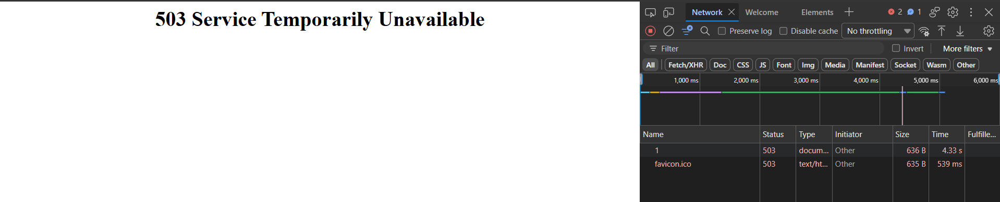 503 Service Temporarily Unavailable
Network Welcome Elements 2 1
Preserve log Disable cache No throttling
Filter Invert More filters
All Fetch/XHR Doc CSS JS Font Img Media Manifest Socket Wasm Other
1,000 ms 2,000 ms 3,000 ms 4,000 ms 5,000 ms 6,000 ms
Name Status Type Initiator Size Time Fulfille...
1 503 docum... Other 636 B 4.33 s
favicon.ico 503 text/ht... Other 635 B 539 ms